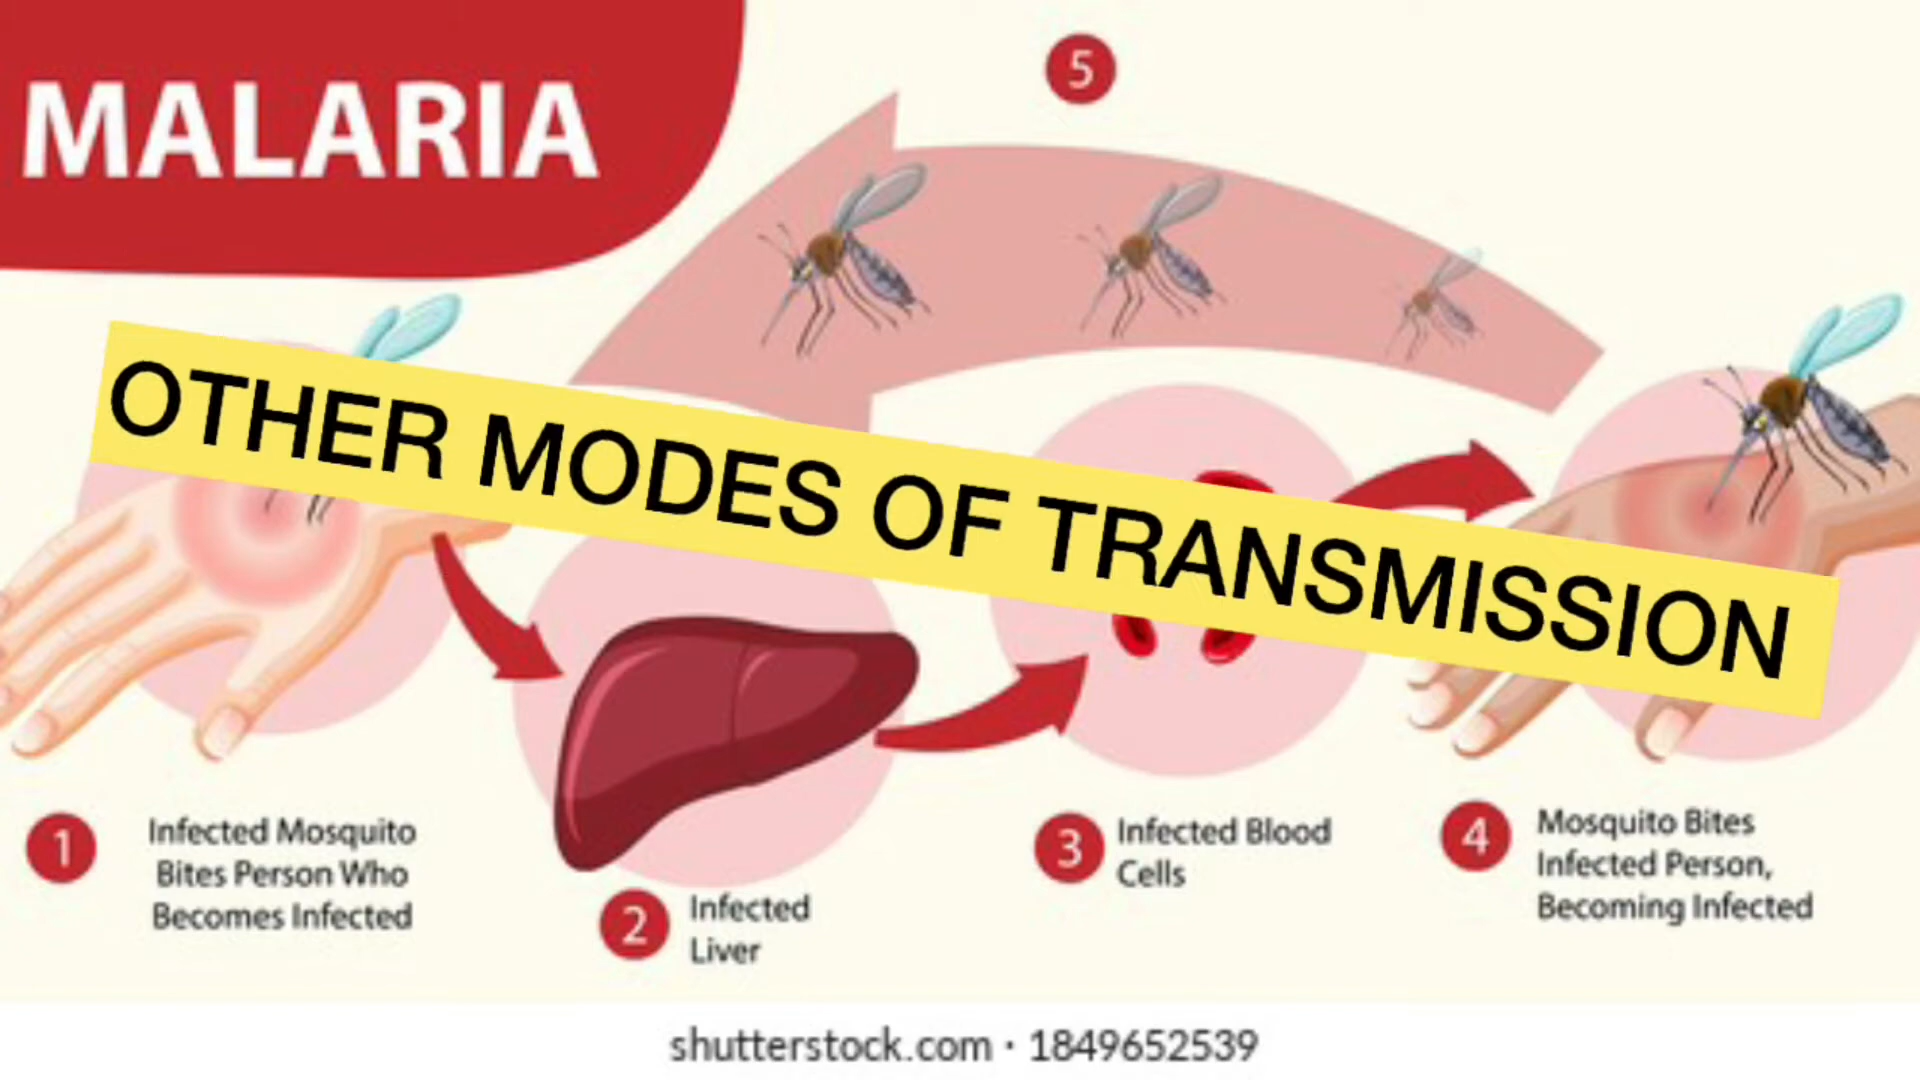 MALARIA
5
OTHER MODES OF TRANSMISSION
1
Infected Mosquito
Bites Person Who
Becomes Infected
2
Infected
Liver
3
Infected Blood
Cells
4
Mosquito Bites
Infected Person,
Becoming Infected
shutterstock.com · 1849652539